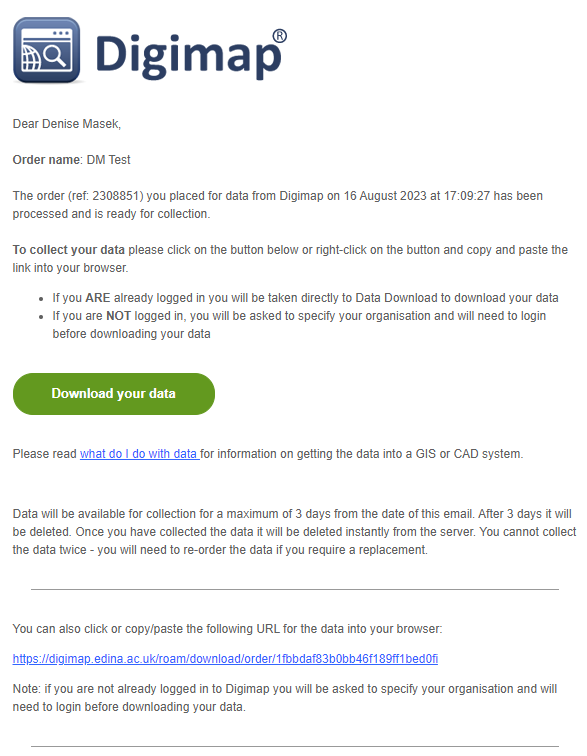 Digimap®
Dear Denise Masek,
Order name: DM Test
The order (ref: 2308851) you placed for data from Digimap on 16 August 2023 at 17:09:27 has been
processed and is ready for collection.
To collect your data please click on the button below or right-click on the button and copy and paste the
link into your browser.
• If you ARE already logged in you will be taken directly to Data Download to download your data
• If you are NOT logged in, you will be asked to specify your organisation and will need to login
before downloading your data
Download your data
Please read what do I do with data for information on getting the data into a GIS or CAD system.
Data will be available for collection for a maximum of 3 days from the date of this email. After 3 days it will
be deleted. Once you have collected the data it will be deleted instantly from the server. You cannot collect
the data twice - you will need to re-order the data if you require a replacement.
You can also click or copy/paste the following URL for the data into your browser:
https://digimap.edina.ac.uk/roam/download/order/1fbbdaf83b0bb46f189ff1bed0fi
Note: if you are not already logged in to Digimap you will be asked to specify your organisation and will
need to login before downloading your data.